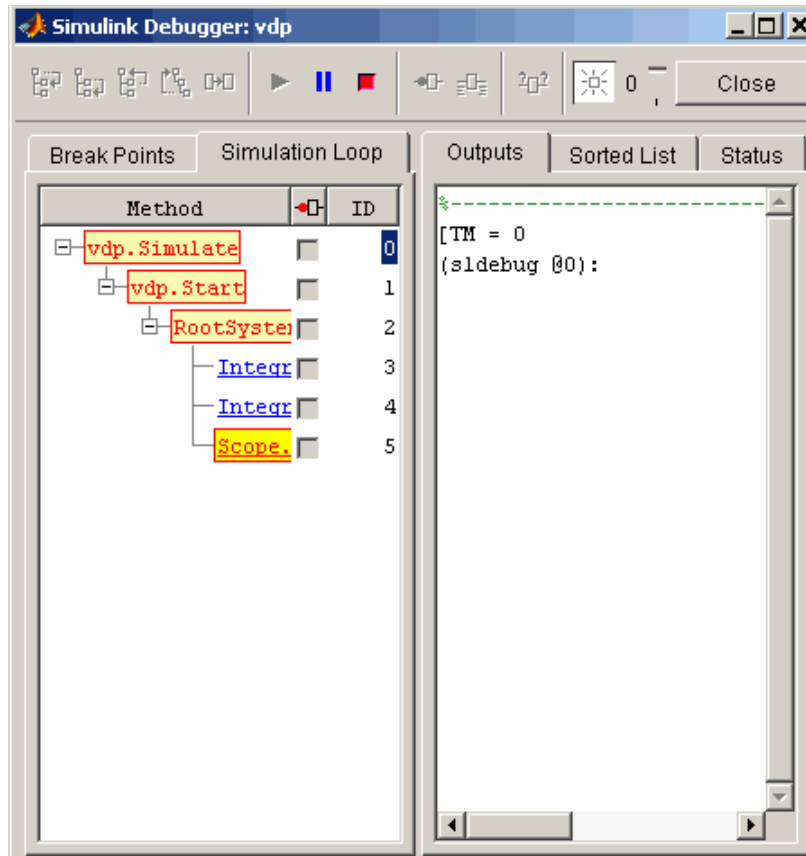 Simulink Debugger: vdp
0 Close
Break Points Simulation Loop Outputs Sorted List Status
Method ID
vdp.Simulate 0
vdp.Start 1
RootSyster 2
Integr 3
Integr 4
Scope. 5
%--------------------------
[TM = 0
(sldebug @0):